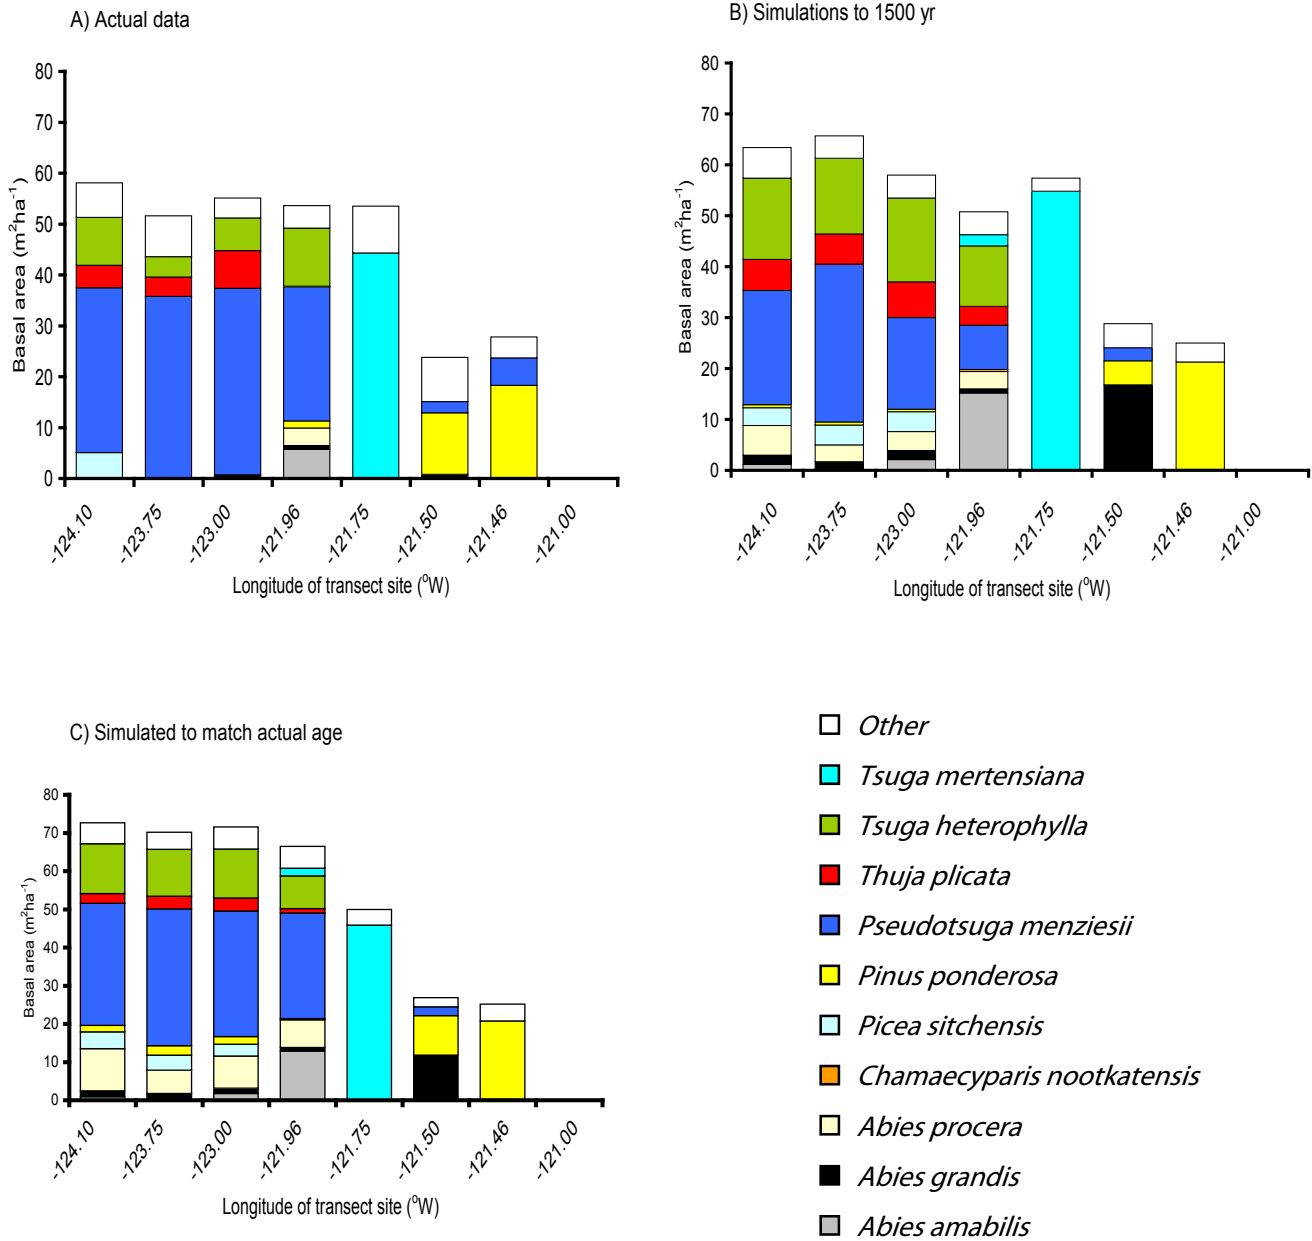 A) Actual data
80
70
60
50
40
30
20
10
0
Basal area (m²ha⁻¹)
-124.10
-123.75
-123.00
-121.96
-121.75
-121.50
-121.46
-121.00
Longitude of transect site (°W)
B) Simulations to 1500 yr
80
70
60
50
40
30
20
10
0
Basal area (m²ha⁻¹)
-124.10
-123.75
-123.00
-121.96
-121.75
-121.50
-121.46
-121.00
Longitude of transect site (°W)
C) Simulated to match actual age
80
70
60
50
40
30
20
10
0
Basal area (m²ha⁻¹)
-124.10
-123.75
-123.00
-121.96
-121.75
-121.50
-121.46
-121.00
Longitude of transect site (°W)
Other
Tsuga mertensiana
Tsuga heterophylla
Thuja plicata
Pseudotsuga menziesii
Pinus ponderosa
Picea sitchensis
Chamaecyparis nootkatensis
Abies procera
Abies grandis
Abies amabilis